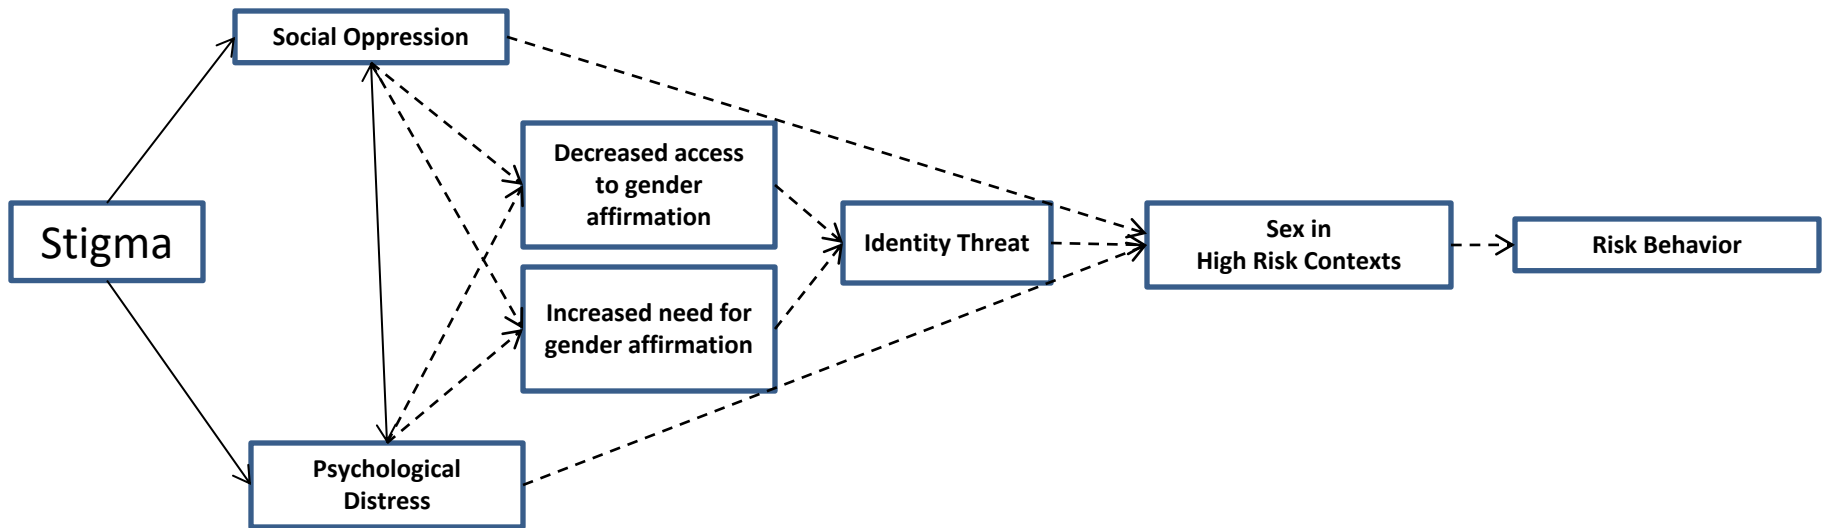 Social Oppression
Decreased access
to gender
affirmation
Stigma
Identity Threat
Sex in
High Risk Contexts
Risk Behavior
Increased need for
gender affirmation
Psychological
Distress